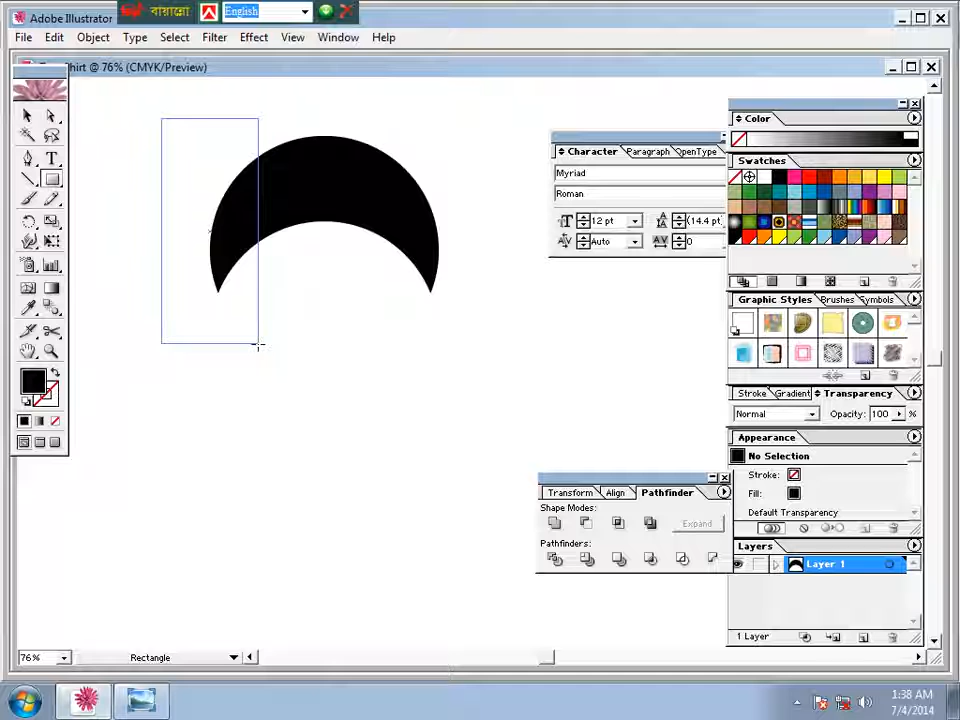 Adobe Illustrator
বায়ান্নো
English
File Edit Object Type Select Filter Effect View Window Help
Shirt @ 76% (CMYK/Preview)
Color
Character Paragraph OpenType
Swatches
Myriad
Roman
12 pt
(14.4 pt
Auto
0
Graphic Styles Brushes Symbols
Stroke Gradient Transparency
Normal
Opacity: 100 %
Appearance
No Selection
Stroke:
Fill:
Default Transparency
Transform Align Pathfinder
Shape Modes:
Expand
Pathfinders:
Layers
Layer 1
1 Layer
76%
Rectangle
1:38 AM
7/4/2014